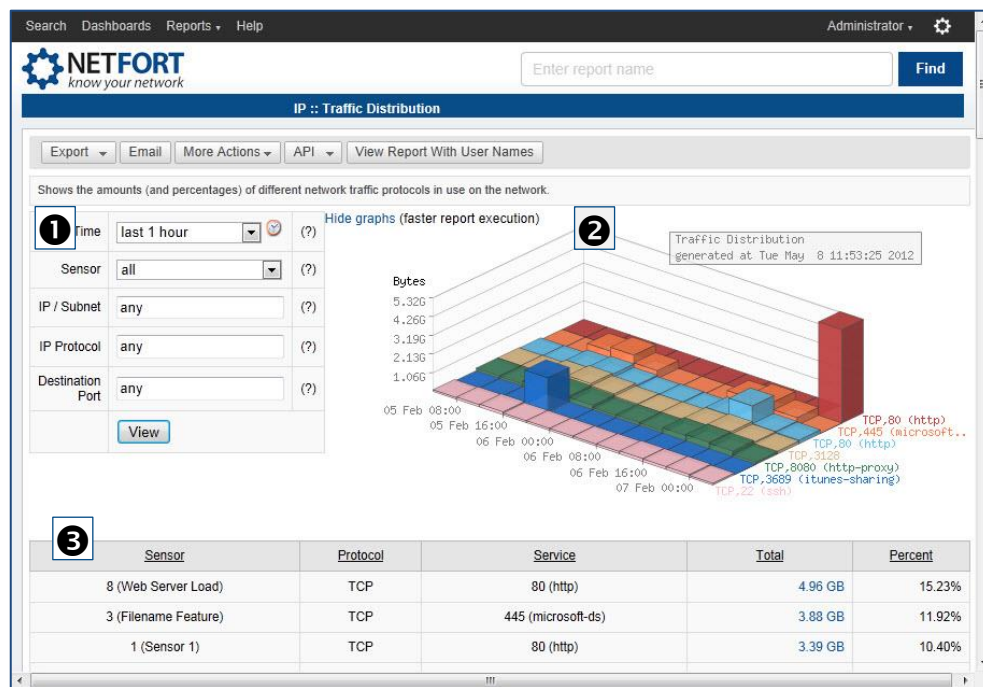 Search Dashboards Reports Help Administrator
NETFORT
know your network
Enter report name Find
IP :: Traffic Distribution
Export Email More Actions API View Report With User Names
Shows the amounts (and percentages) of different network traffic protocols in use on the network.
1
Time last 1 hour (?)
Sensor all (?)
IP / Subnet any (?)
IP Protocol any (?)
Destination Port any (?)
View
Hide graphs (faster report execution)
2
Traffic Distribution
generated at Tue May 8 11:53:25 2012
Bytes
5.32G
4.26G
3.19G
2.13G
1.06G
05 Feb 08:00
05 Feb 16:00
06 Feb 00:00
06 Feb 08:00
06 Feb 16:00
07 Feb 00:00
TCP,80 (http)
TCP,445 (microsoft..
TCP,80 (http)
TCP,3128
TCP,8080 (http-proxy)
TCP,3689 (itunes-sharing)
TCP,22 (ssh)
3
Sensor Protocol Service Total Percent
8 (Web Server Load) TCP 80 (http) 4.96 GB 15.23%
3 (Filename Feature) TCP 445 (microsoft-ds) 3.88 GB 11.92%
1 (Sensor 1) TCP 80 (http) 3.39 GB 10.40%